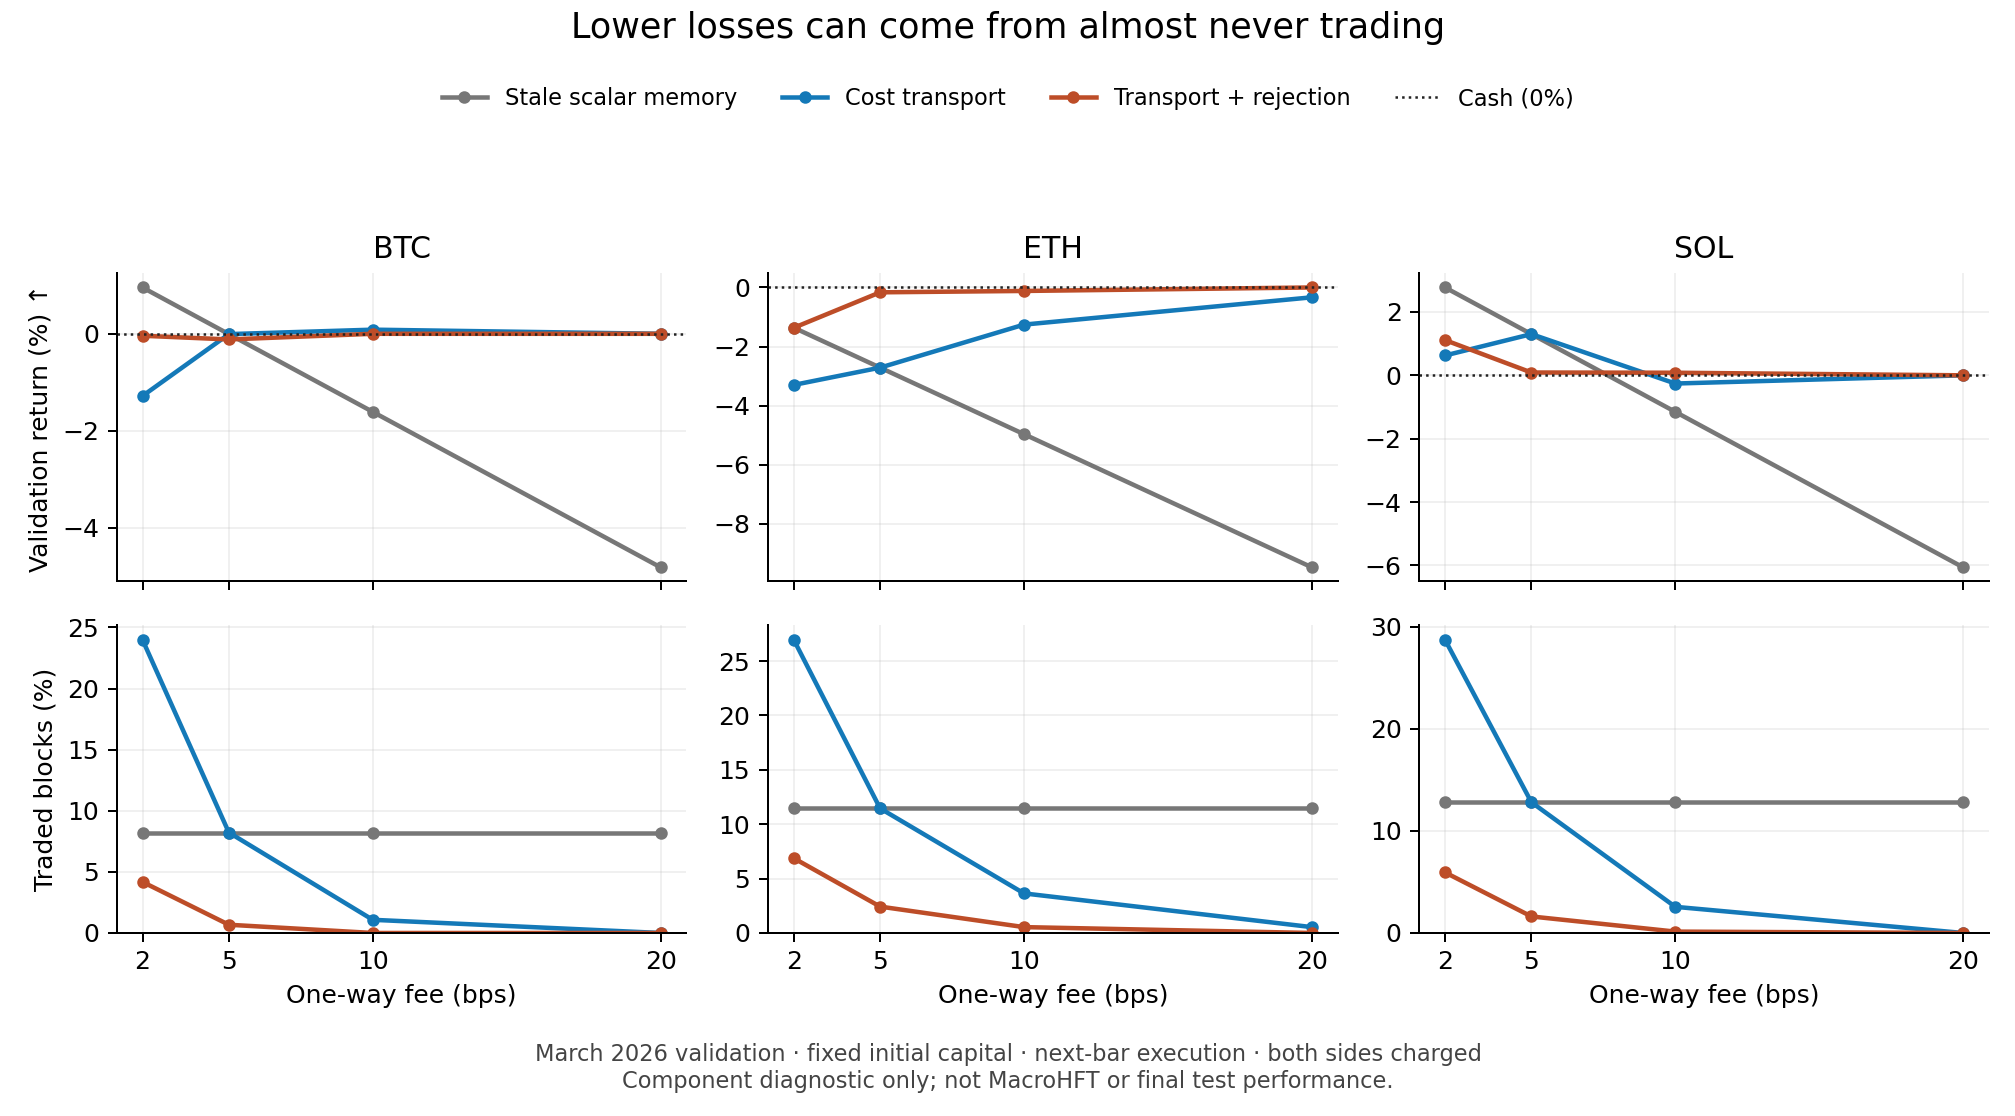 Lower losses can come from almost never trading
Stale scalar memory
Cost transport
Transport + rejection
Cash (0%)
BTC
ETH
SOL
Validation return (%) ↑
0
−2
−4
0
−2
−4
−6
−8
2
0
−2
−4
−6
Traded blocks (%)
25
20
15
10
5
0
25
20
15
10
5
0
30
20
10
0
2 5 10 20
2 5 10 20
2 5 10 20
One-way fee (bps)
One-way fee (bps)
One-way fee (bps)
March 2026 validation · fixed initial capital · next-bar execution · both sides charged
Component diagnostic only; not MacroHFT or final test performance.